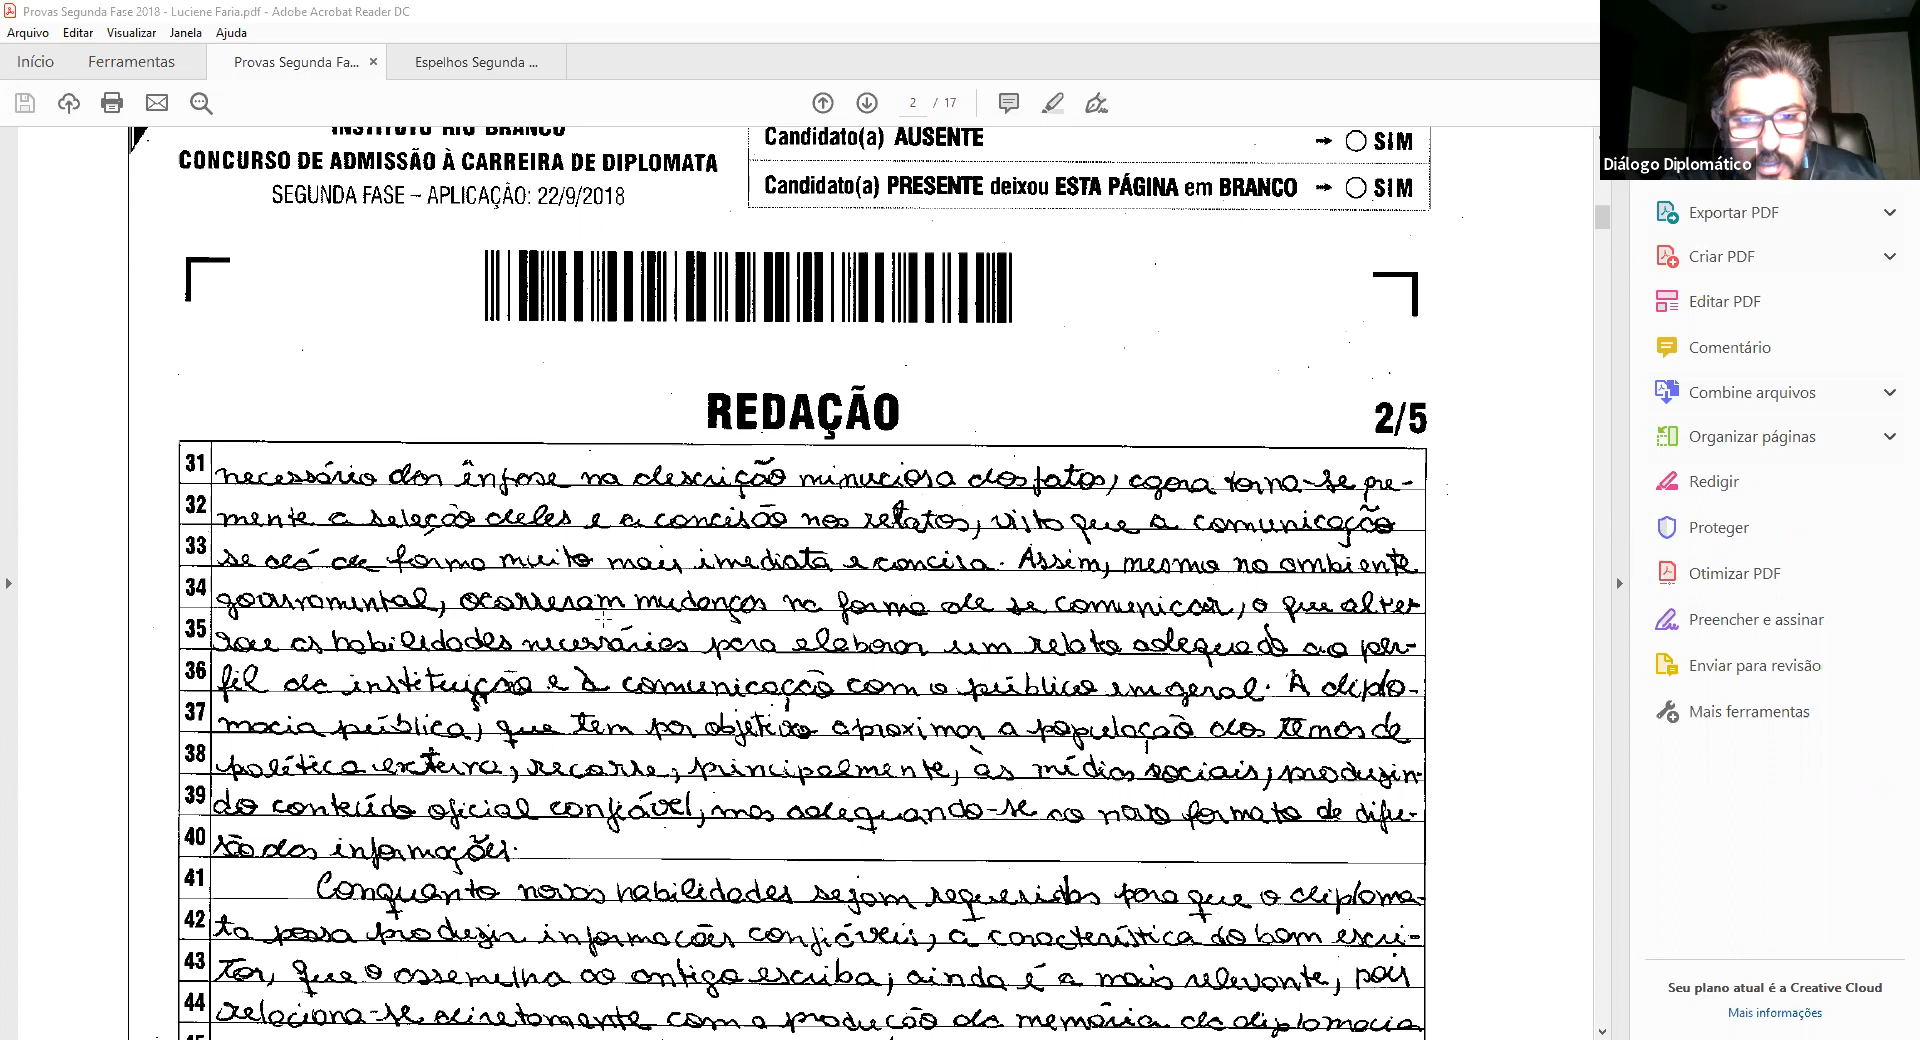 Provas Segunda Fase 2018 - Luciene Faria.pdf - Adobe Acrobat Reader DC
Arquivo Editar Visualizar Janela Ajuda
Início Ferramentas Provas Segunda Fa... × Espelhos Segunda ...
2 / 17
Diálogo Diplomático
INSTITUTO RIO BRANCO
CONCURSO DE ADMISSÃO À CARREIRA DE DIPLOMATA
SEGUNDA FASE – APLICAÇÃO: 22/9/2018
Candidato(a) AUSENTE → SIM
Candidato(a) PRESENTE deixou ESTA PÁGINA em BRANCO → SIM
REDAÇÃO 2/5
31 necessário dar ênfase na descrição minuciosa dos fatos, agora torna-se pre-
32 mente a seleção deles e a concisão nos relatos, visto que a comunicação
33 se dá de forma muito mais imediata e concisa. Assim, mesmo no ambiente
34 governamental, ocorreram mudanças na forma de se comunicar, o que alte-
35 rou as habilidades necessárias para elaborar um relato adequado ao per-
36 fil da instituição e à comunicação com o público em geral. A diplo-
37 macia pública, que tem por objetivo aproximar a população dos temas de
38 política externa, recorre, principalmente, às mídias sociais, produzin-
39 do conteúdo oficial confiável, mas adequando-se ao novo formato de difu-
40 são das informações.
41 Conquanto novas habilidades sejam requeridas para que o diploma-
42 ta possa produzir informações confiáveis, a característica do bom escri-
43 tor, que o assemelha ao antigo escriba, ainda é a mais relevante, pois
44 relaciona-se diretamente com a produção da memória da diplomacia
45
Exportar PDF
Criar PDF
Editar PDF
Comentário
Combine arquivos
Organizar páginas
Redigir
Proteger
Otimizar PDF
Preencher e assinar
Enviar para revisão
Mais ferramentas
Seu plano atual é a Creative Cloud
Mais informações